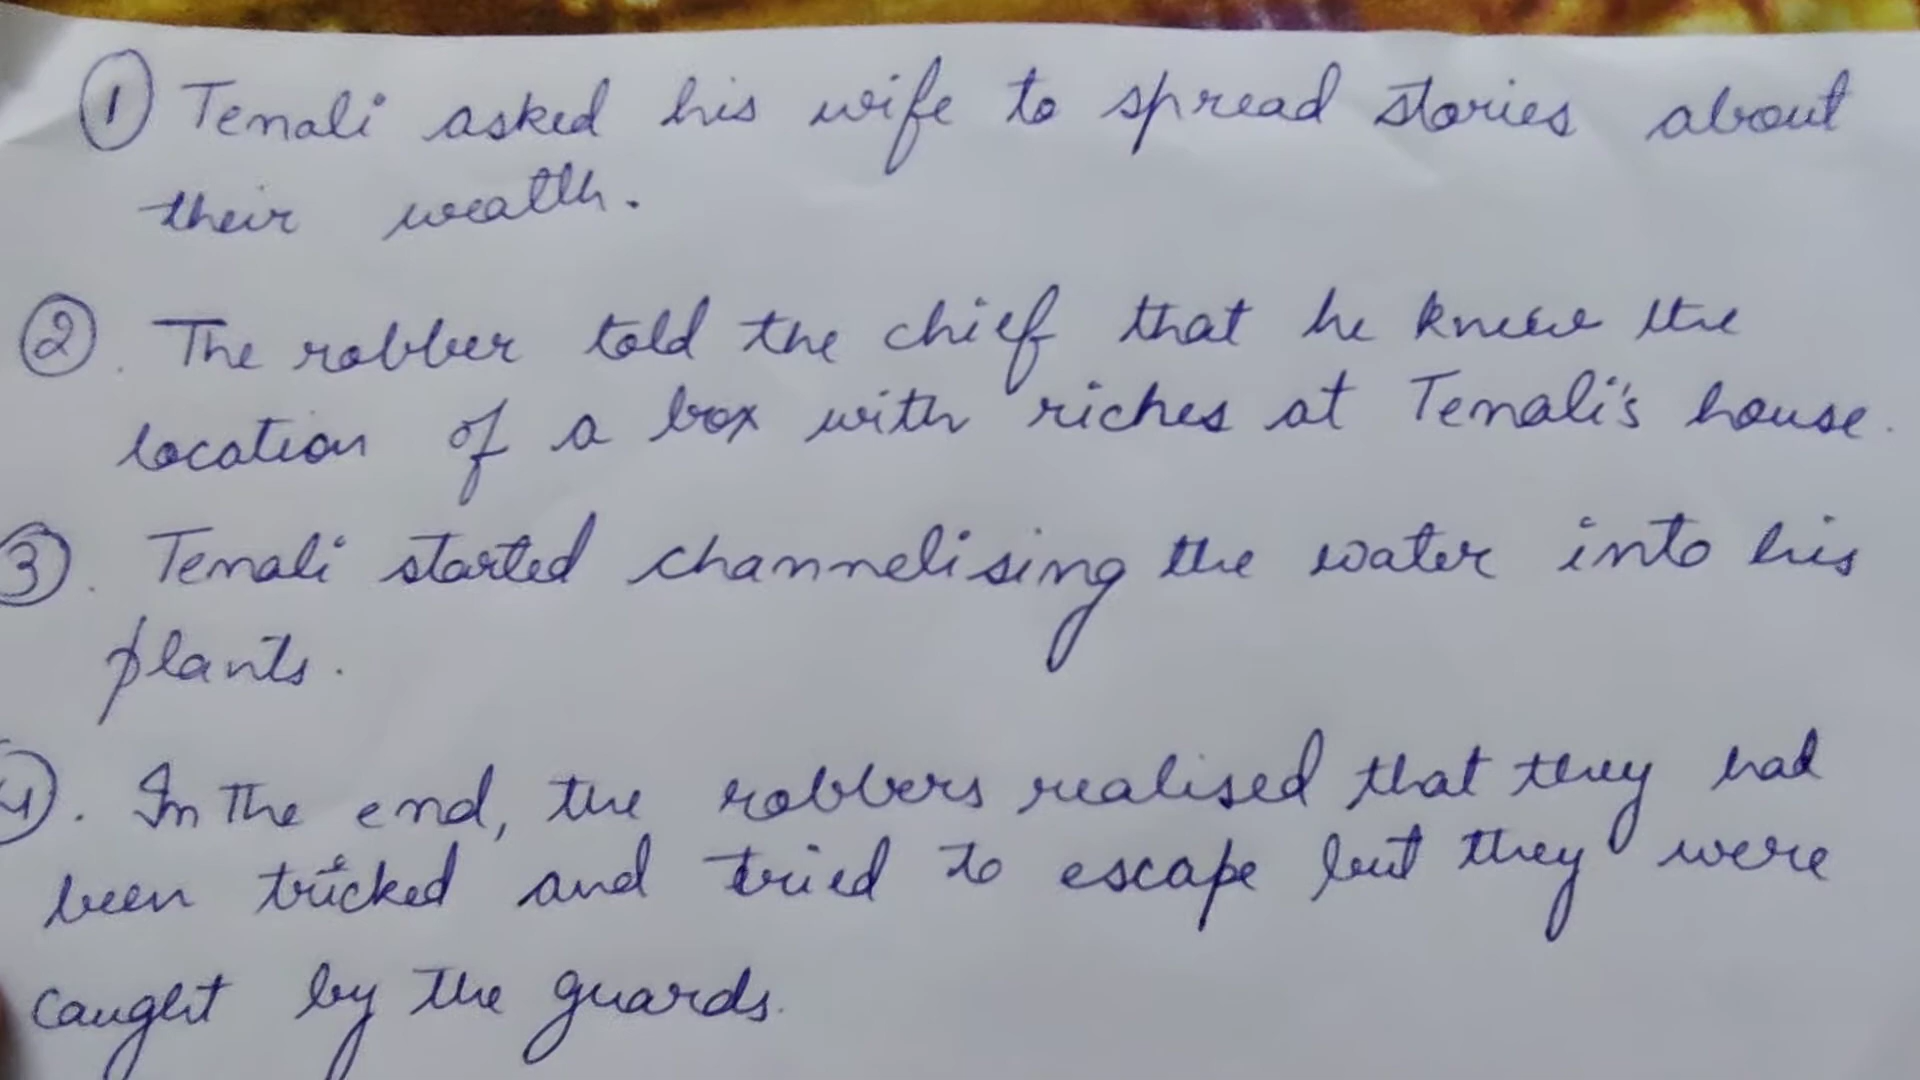 ① Tenali asked his wife to spread stories about
their wealth.
②. The robber told the chief that he knew the
location of a box with riches at Tenali's house.
③. Tenali started channelising the water into his
plants.
④. In the end, the robbers realised that they had
been tricked and tried to escape but they were
caught by the guards.